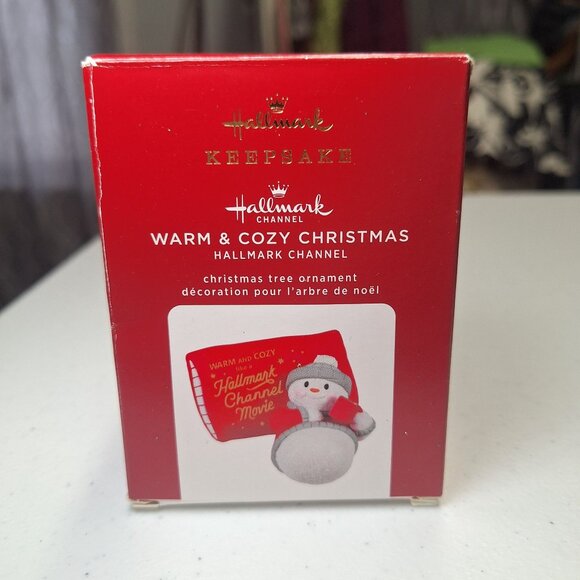 Hallmark
KEEPSAKE
Hallmark
CHANNEL
WARM & COZY CHRISTMAS
HALLMARK CHANNEL
christmas tree ornament
décoration pour l'arbre de noël
WARM AND COZY
like a
Hallmark
Channel
Movie